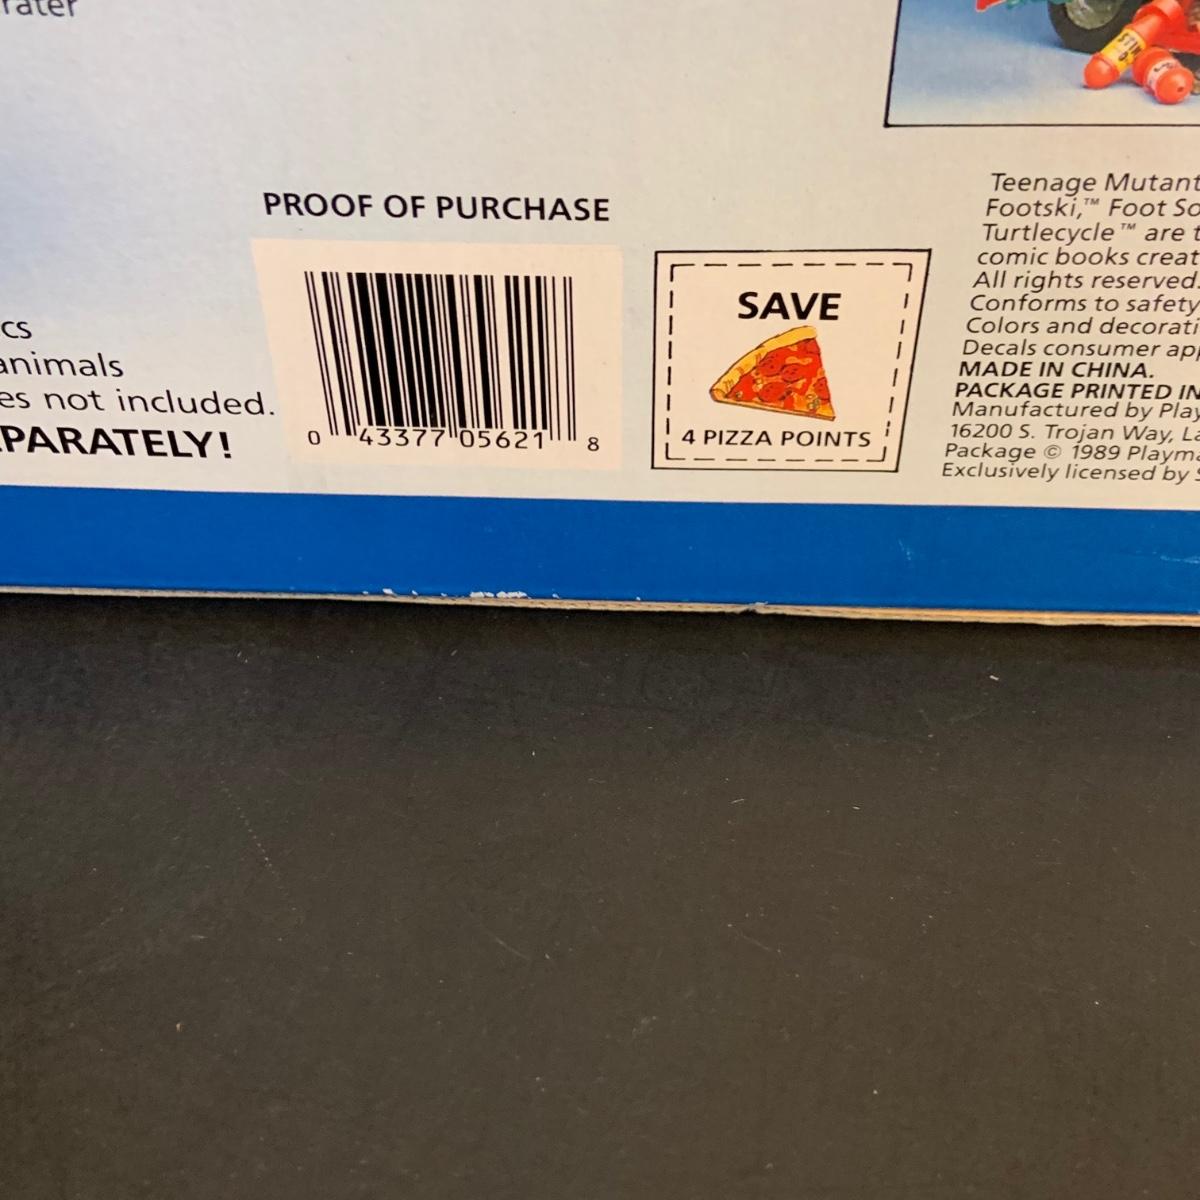 PROOF OF PURCHASE
cs
animals
es not included.
PARATELY!
0 43377 05621 8
SAVE
4 PIZZA POINTS
Teenage Mutant
Footski,™ Foot So
Turtlecycle™ are t
comic books creat
All rights reserved.
Conforms to safety
Colors and decorati
Decals consumer app
MADE IN CHINA.
PACKAGE PRINTED IN
Manufactured by Play
16200 S. Trojan Way, La
Package © 1989 Playma
Exclusively licensed by S